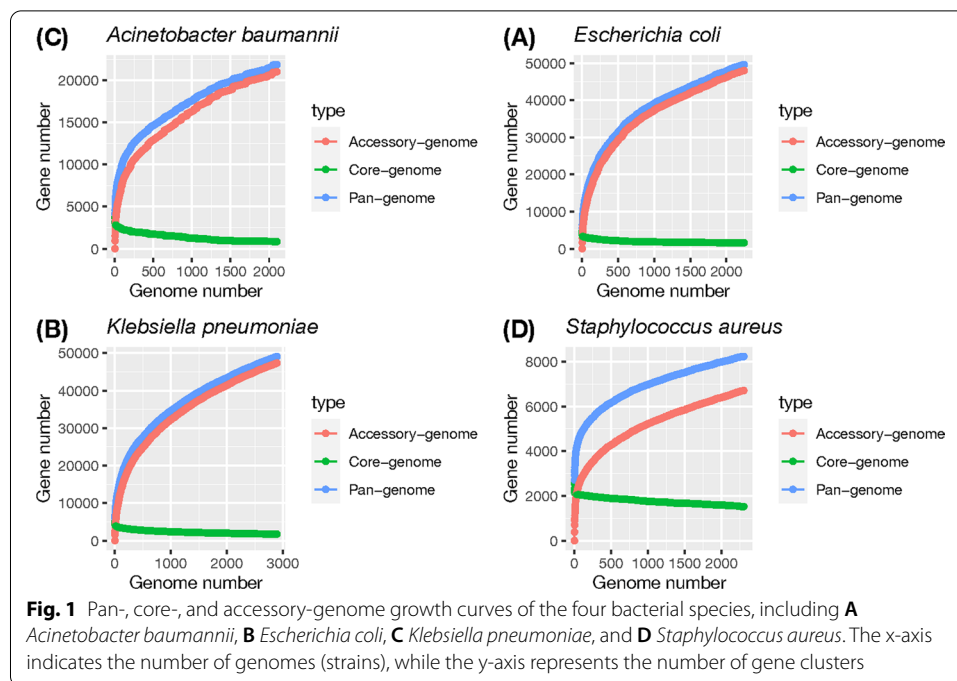 (C) Acinetobacter baumannii
20000
15000
10000
5000
0
Gene number
0 500 1000 1500 2000
Genome number
type
Accessory−genome
Core−genome
Pan−genome
(A) Escherichia coli
50000
40000
30000
20000
10000
0
Gene number
0 500 1000 1500 2000
Genome number
type
Accessory−genome
Core−genome
Pan−genome
(B) Klebsiella pneumoniae
50000
40000
30000
20000
10000
0
Gene number
0 1000 2000 3000
Genome number
type
Accessory−genome
Core−genome
Pan−genome
(D) Staphylococcus aureus
8000
6000
4000
2000
0
Gene number
0 500 1000 1500 2000
Genome number
type
Accessory−genome
Core−genome
Pan−genome
Fig. 1 Pan-, core-, and accessory-genome growth curves of the four bacterial species, including A
Acinetobacter baumannii, B Escherichia coli, C Klebsiella pneumoniae, and D Staphylococcus aureus. The x-axis
indicates the number of genomes (strains), while the y-axis represents the number of gene clusters